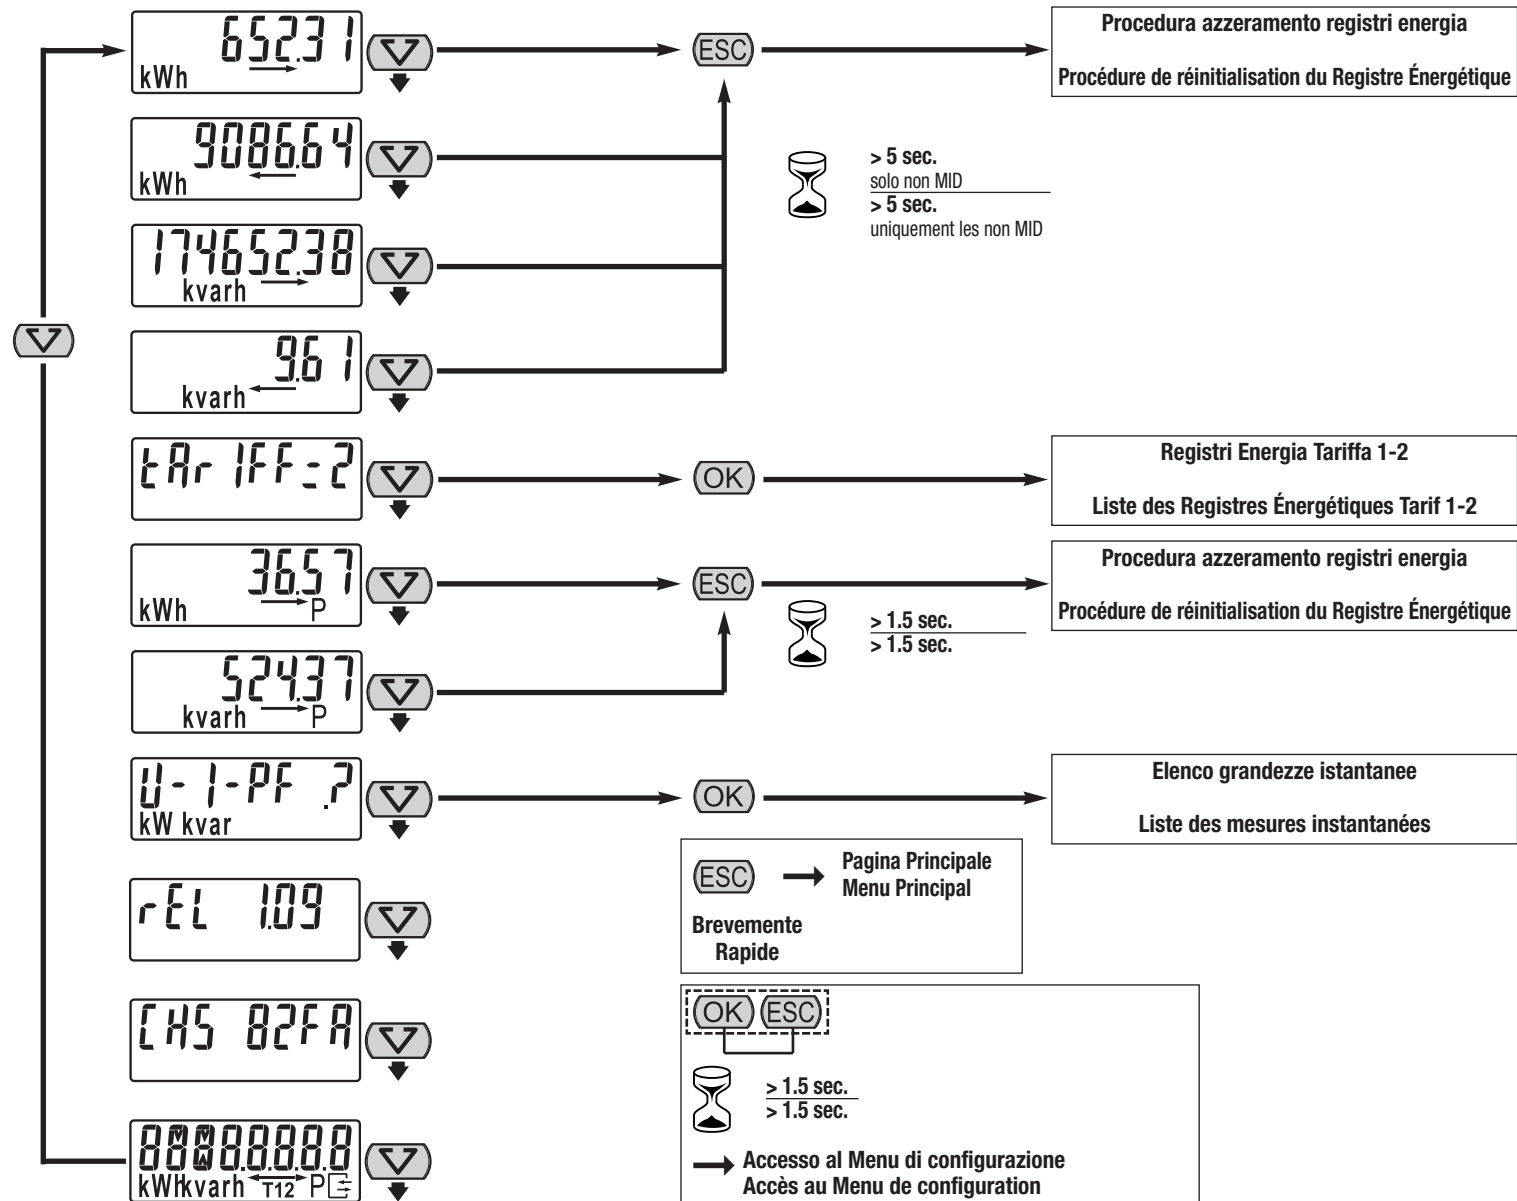 652.31
kWh
ESC
Procedura azzeramento registri energia
Procédure de réinitialisation du Registre Énergétique
9086.64
kWh
> 5 sec.
solo non MID
> 5 sec.
uniquement les non MID
174652.38
kvarh
9.61
kvarh
tAr IFF=2
OK
Registri Energia Tariffa 1-2
Liste des Registres Énergétiques Tarif 1-2
36.57
kWh P
ESC
Procedura azzeramento registri energia
Procédure de réinitialisation du Registre Énergétique
> 1.5 sec.
> 1.5 sec.
524.37
kvarh P
U-I-PF .?
kW kvar
OK
Elenco grandezze istantanee
Liste des mesures instantanées
ESC
Pagina Principale
Menu Principal
Brevemente
Rapide
rEL 1.09
CHS 82FA
OK ESC
> 1.5 sec.
> 1.5 sec.
Accesso al Menu di configurazione
Accès au Menu de configuration
kWh kvarh T12 P